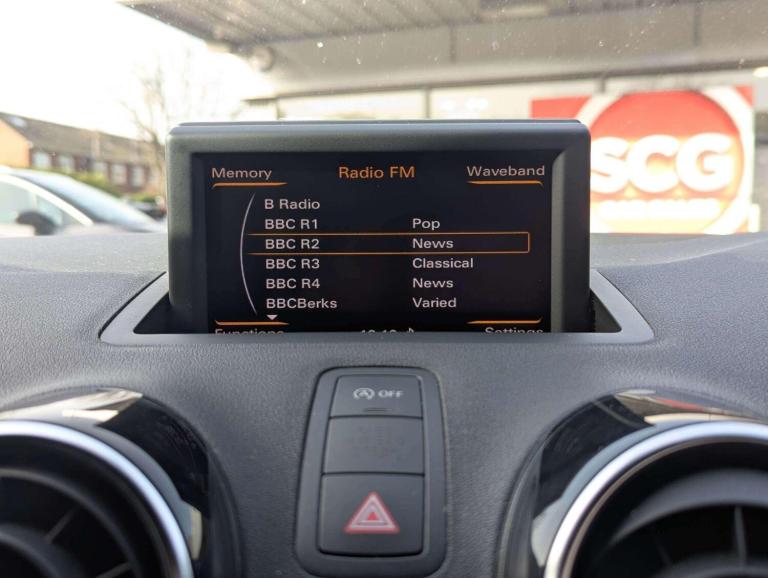 Memory Radio FM Waveband
B Radio
BBC R1 Pop
BBC R2 News
BBC R3 Classical
BBC R4 News
BBCBerks Varied
Functions Settings
SCG
OFF